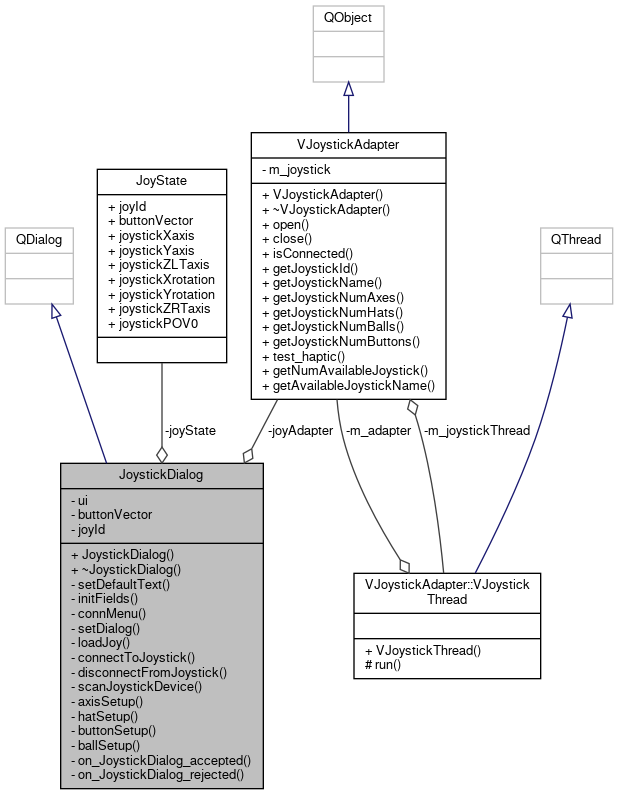 QObject
VJoystickAdapter
- m_joystick
+ VJoystickAdapter()
+ ~VJoystickAdapter()
+ open()
+ close()
+ isConnected()
+ getJoystickId()
+ getJoystickName()
+ getJoystickNumAxes()
+ getJoystickNumHats()
+ getJoystickNumBalls()
+ getJoystickNumButtons()
+ test_haptic()
+ getNumAvailableJoystick()
+ getAvailableJoystickName()
JoyState
+ joyId
+ buttonVector
+ joystickXaxis
+ joystickYaxis
+ joystickZLTaxis
+ joystickXrotation
+ joystickYrotation
+ joystickZRTaxis
+ joystickPOV0
QDialog
QThread
-joyState
-joyAdapter
-m_adapter
-m_joystickThread
JoystickDialog
- ui
- buttonVector
- joyId
+ JoystickDialog()
+ ~JoystickDialog()
- setDefaultText()
- initFields()
- connMenu()
- setDialog()
- loadJoy()
- connectToJoystick()
- disconnectFromJoystick()
- scanJoystickDevice()
- axisSetup()
- hatSetup()
- buttonSetup()
- ballSetup()
- on_JoystickDialog_accepted()
- on_JoystickDialog_rejected()
VJoystickAdapter::VJoystick
Thread
+ VJoystickThread()
# run()